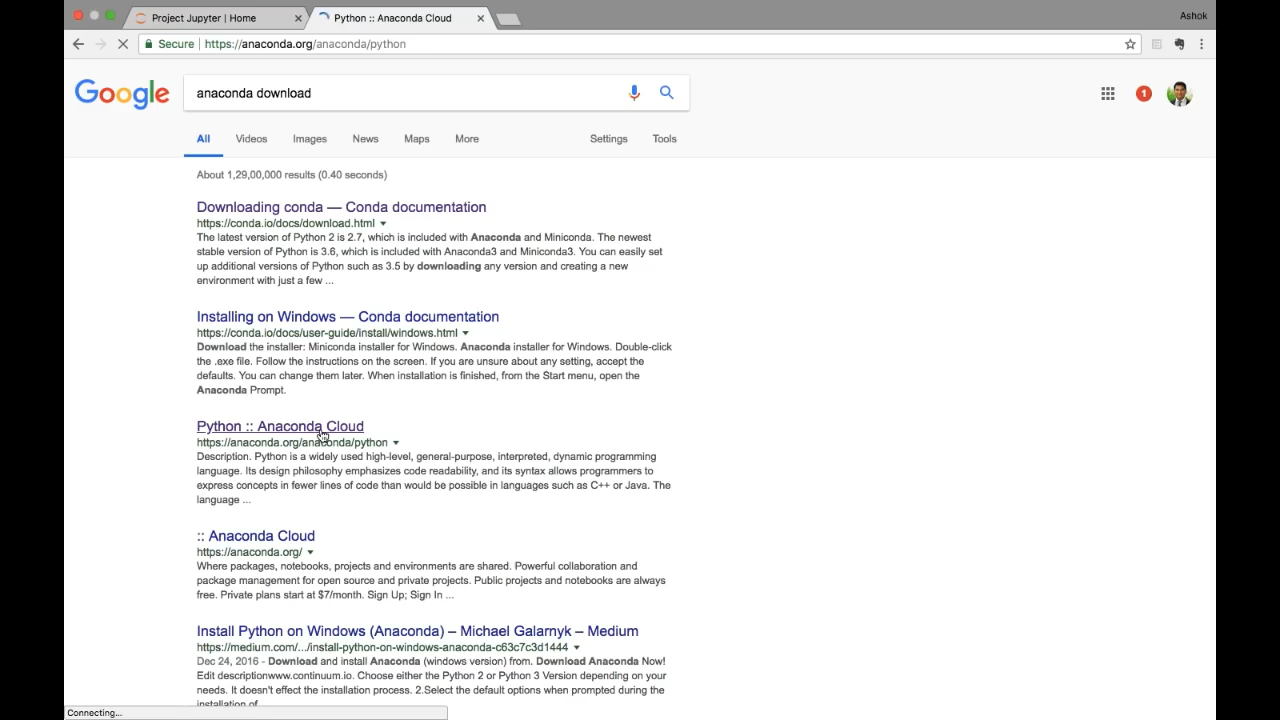 Project Jupyter | Home
Python :: Anaconda Cloud
Ashok
Secure
https://anaconda.org/anaconda/python
Google
anaconda download
1
All Videos Images News Maps More Settings Tools
About 1,29,00,000 results (0.40 seconds)
Downloading conda — Conda documentation
https://conda.io/docs/download.html
The latest version of Python 2 is 2.7, which is included with Anaconda and Miniconda. The newest
stable version of Python is 3.6, which is included with Anaconda3 and Miniconda3. You can easily set
up additional versions of Python such as 3.5 by downloading any version and creating a new
environment with just a few ...
Installing on Windows — Conda documentation
https://conda.io/docs/user-guide/install/windows.html
Download the installer: Miniconda installer for Windows. Anaconda installer for Windows. Double-click
the .exe file. Follow the instructions on the screen. If you are unsure about any setting, accept the
defaults. You can change them later. When installation is finished, from the Start menu, open the
Anaconda Prompt.
Python :: Anaconda Cloud
https://anaconda.org/anaconda/python
Description. Python is a widely used high-level, general-purpose, interpreted, dynamic programming
language. Its design philosophy emphasizes code readability, and its syntax allows programmers to
express concepts in fewer lines of code than would be possible in languages such as C++ or Java. The
language ...
:: Anaconda Cloud
https://anaconda.org/
Where packages, notebooks, projects and environments are shared. Powerful collaboration and
package management for open source and private projects. Public projects and notebooks are always
free. Private plans start at $7/month. Sign Up; Sign In ...
Install Python on Windows (Anaconda) – Michael Galarnyk – Medium
https://medium.com/.../install-python-on-windows-anaconda-c63c7c3d1444
Dec 24, 2016 - Download and install Anaconda (windows version) from. Download Anaconda Now!
Edit descriptionwww.continuum.io. Choose either the Python 2 or Python 3 Version depending on your
needs. It doesn't effect the installation process. 2.Select the default options when prompted during the
installation of
Connecting...